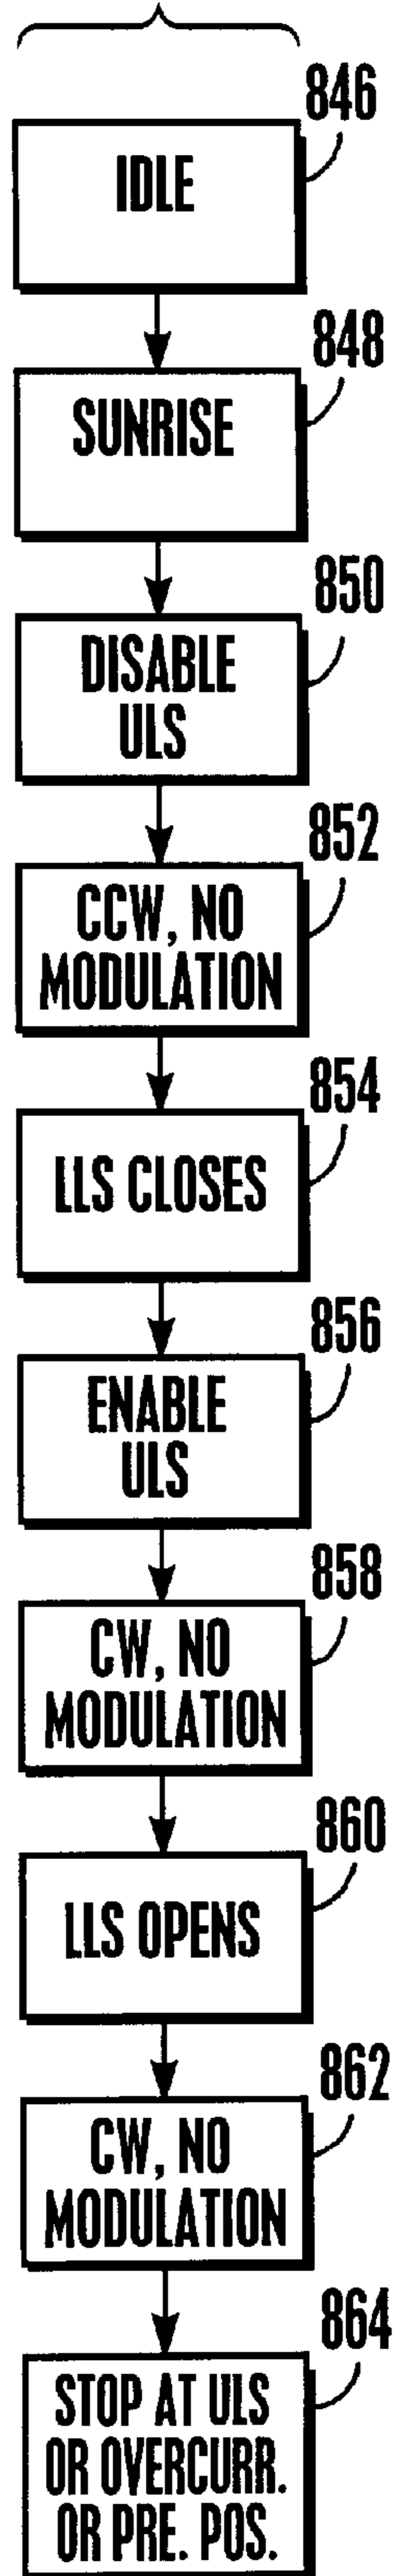 846
IDLE
848
SUNRISE
850
DISABLE
ULS
852
CCW, NO
MODULATION
854
LLS CLOSES
856
ENABLE
ULS
858
CW, NO
MODULATION
860
LLS OPENS
862
CW, NO
MODULATION
864
STOP AT ULS
OR OVERCURR.
OR PRE. POS.